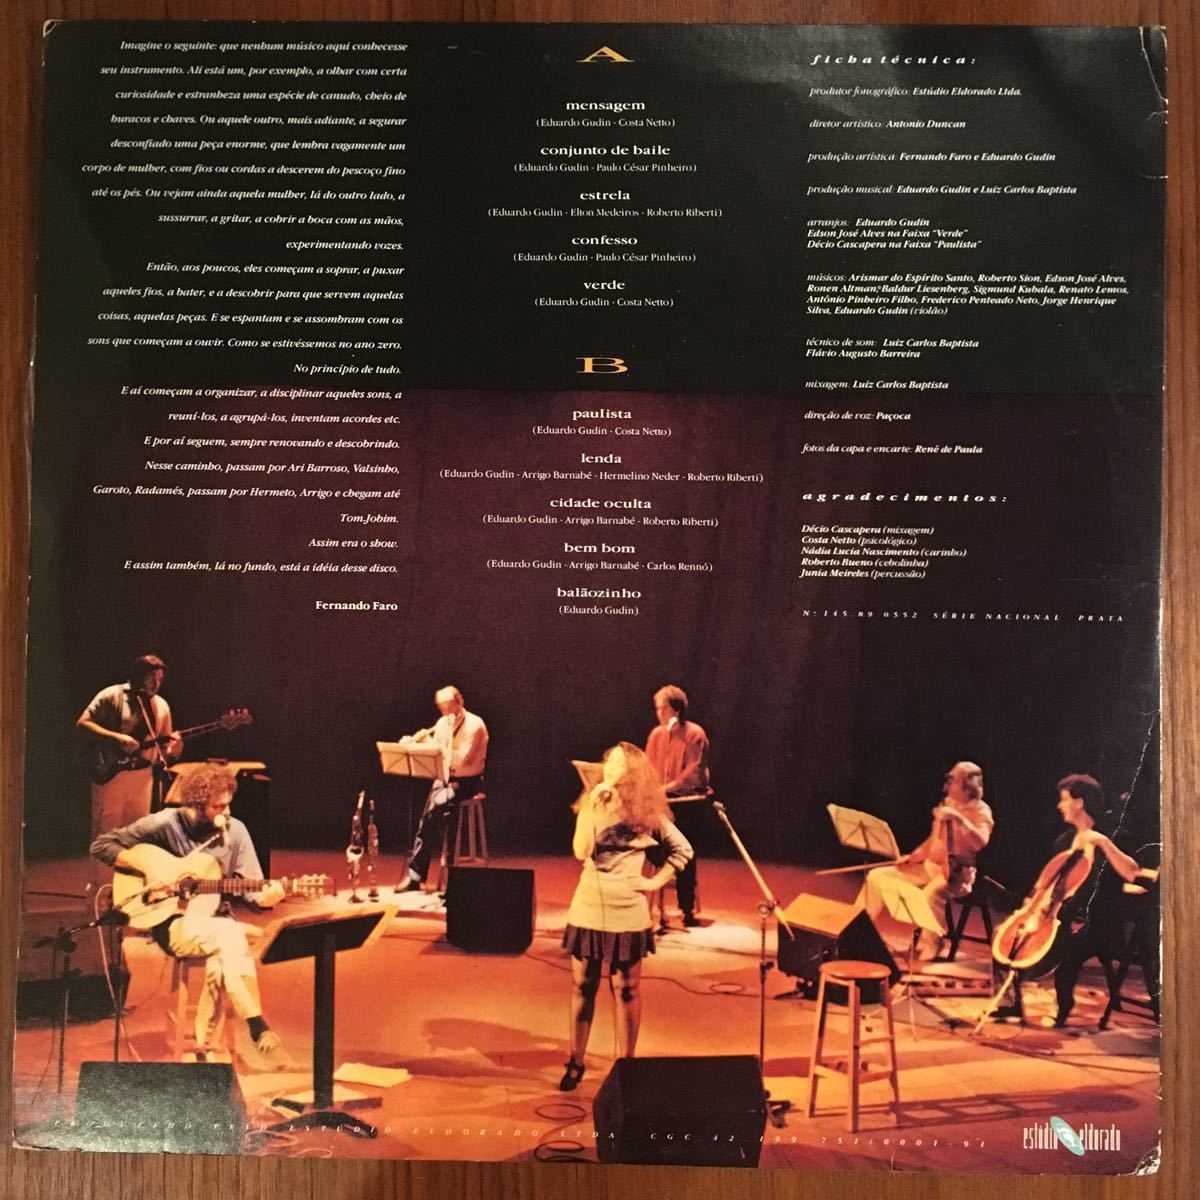 Imagine o seguinte: que nenhum músico aqui conhecesse
seu instrumento. Ali está um, por exemplo, a olhar com certa
curiosidade e estranheza uma espécie de canudo, cheio de
buracos e chaves. Ou aquele outro, mais adiante, a segurar
desconfiado uma peça enorme, que lembra vagamente um
corpo de mulher, com fios ou cordas a descerem do pescoço fino
até os pés. Ou vejam ainda aquela mulher, lá do outro lado, a
sussurrar, a gritar, a cobrir a boca com as mãos,
experimentando vozes.
Então, aos poucos, eles começam a soprar, a puxar
aqueles fios, a bater, e a descobrir para que servem aquelas
coisas, aquelas peças. E se espantam e se assombram com os
sons que começam a ouvir. Como se estivéssemos no ano zero.
No princípio de tudo.
E aí começam a organizar, a disciplinar aqueles sons, a
reuní-los, a agrupá-los, inventam acordes etc.
E por aí seguem, sempre renovando e descobrindo.
Nesse caminho, passam por Ari Barroso, Valsinho,
Garoto, Radamés, passam por Hermeto, Arrigo e chegam até
Tom Jobim.
Assim era o show.
E assim também, lá no fundo, está a idéia desse disco.
Fernando Faro
A
mensagem
(Eduardo Gudin - Costa Netto)
conjunto de baile
(Eduardo Gudin - Paulo César Pinheiro)
estrela
(Eduardo Gudin - Elton Medeiros - Roberto Riberti)
confesso
(Eduardo Gudin - Paulo César Pinheiro)
verde
(Eduardo Gudin - Costa Netto)
B
paulista
(Eduardo Gudin - Costa Netto)
lenda
(Eduardo Gudin - Arrigo Barnabé - Hermelino Neder - Roberto Riberti)
cidade oculta
(Eduardo Gudin - Arrigo Barnabé - Roberto Riberti)
bem bom
(Eduardo Gudin - Arrigo Barnabé - Carlos Rennó)
balãozinho
(Eduardo Gudin)
ficha técnica:
produtor fonográfico: Estúdio Eldorado Ltda.
diretor artístico: Antonio Duncan
produção artística: Fernando Faro e Eduardo Gudin
produção musical: Eduardo Gudin e Luiz Carlos Baptista
arranjos: Eduardo Gudin
Edson José Alves na Faixa "Verde"
Décio Cascapera na Faixa "Paulista"
músicos: Arismar do Espírito Santo, Roberto Sion, Edson José Alves,
Ronen Altman, Baldur Liesenberg, Sigmund Kubala, Renato Lemos,
Antônio Pinheiro Filho, Frederico Penteado Neto, Jorge Henrique
Silva, Eduardo Gudin (violão)
técnico de som: Luiz Carlos Baptista
Flávio Augusto Barreira
mixagem: Luiz Carlos Baptista
direção de voz: Paçoca
fotos da capa e encarte: Renê de Paula
agradecimentos:
Décio Cascapera (mixagem)
Costa Netto (psicológico)
Nádia Lucia Nascimento (carinho)
Roberto Bueno (cebolinha)
Junia Meireles (percussão)
Nº 145.89.0552 SÉRIE NACIONAL PRATA
PRODUZIDO PELO ESTÚDIO ELDORADO LTDA CGC 42.199.751/0001-91
estúdio eldorado